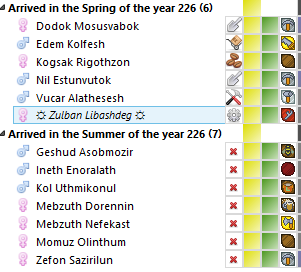 Arrived in the Spring of the year 226 (6)
Dodok Mosusvabok
Edem Kolfesh
Kogsak Rigothzon
Nil Estunvutok
Vucar Alathesesh
☼ Zulban Libashdeg ☼
Arrived in the Summer of the year 226 (7)
Geshud Asobmozir
Ineth Enoralath
Kol Uthmikonul
Mebzuth Dorennin
Mebzuth Nefekast
Momuz Olinthum
Zefon Sazirilun